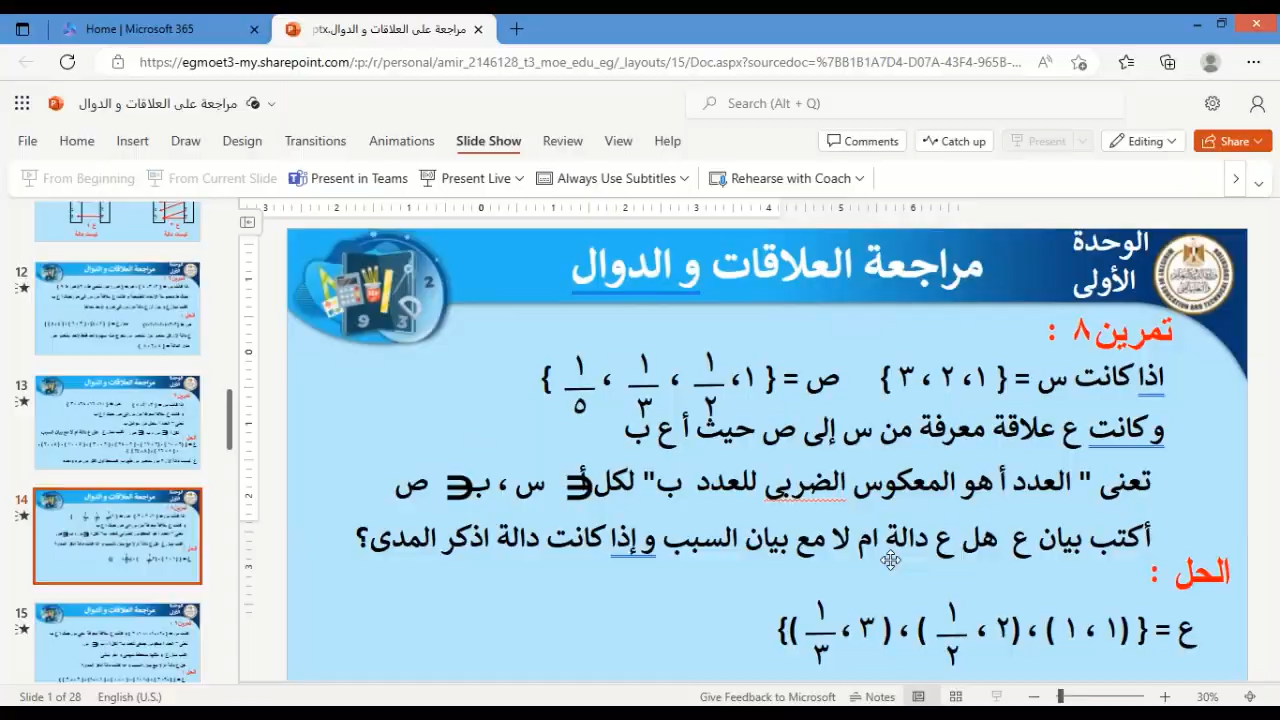 Home | Microsoft 365
مراجعة على العلاقات و الدوال.ptx
https://egmoet3-my.sharepoint.com/:p:/r/personal/amir_2146128_t3_moe_edu_eg/_layouts/15/Doc.aspx?sourcedoc=%7BB1B1A7D4-D07A-43F4-965B-...
مراجعة على العلاقات و الدوال
Search (Alt + Q)
File Home Insert Draw Design Transitions Animations Slide Show Review View Help
Comments Catch up Present Editing Share
From Beginning From Current Slide Present in Teams Present Live Always Use Subtitles Rehearse with Coach
12
13
14
15
مراجعة العلاقات و الدوال
الوحدة
الأولى
تمرين٨ :
اذا كانت س = { ١، ٢ ، ٣ } ص = { ١، ١/٢ ، ١/٣ ، ١/٥ }
و كانت ع علاقة معرفة من س إلى ص حيث أ ع ب
تعنى " العدد أ هو المعكوس الضربى للعدد ب" لكل أ∈ س ، ب∈ ص
أكتب بيان ع هل ع دالة ام لا مع بيان السبب و إذا كانت دالة اذكر المدى؟
الحل :
ع = { (١، ١ ) ، (٢ ، ١/٢ ) ، ( ٣ ، ١/٣ )}
Slide 1 of 28 English (U.S.) Give Feedback to Microsoft Notes 30%